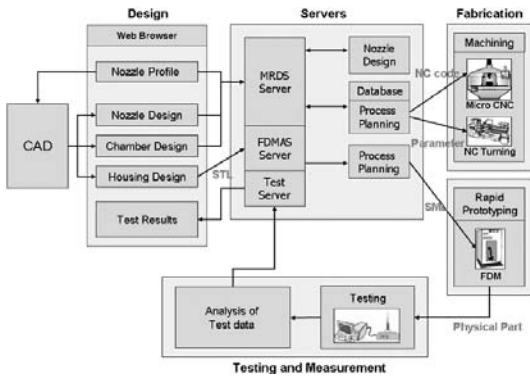 Design
Servers
Fabrication
Web Browser
Nozzle Profile
Nozzle Design
Chamber Design
Housing Design
Test Results
CAD
STL
MRDS
Server
FDMAS
Server
Test
Server
Nozzle
Design
Database
Process
Planning
Process
Planning
NC code
Parameter
SML
Machining
Micro CNC
NC Turning
Rapid
Prototyping
FDM
Physical Part
Analysis of
Test data
Testing
Testing and Measurement